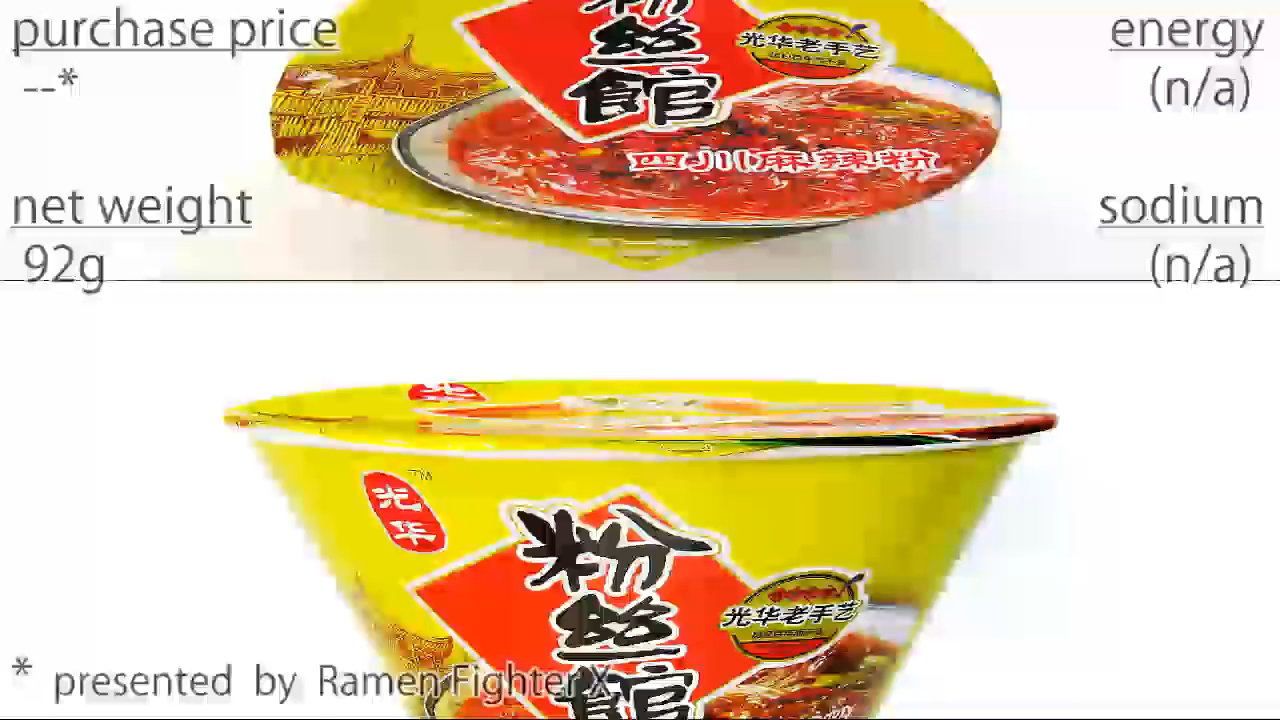 purchase price
--*
net weight
92g
energy
(n/a)
sodium
(n/a)
粉
丝
館
光华老手艺
四川麻辣粉
光
华
TM
粉
丝
館
光华老手艺
* presented by Ramen Fighter X